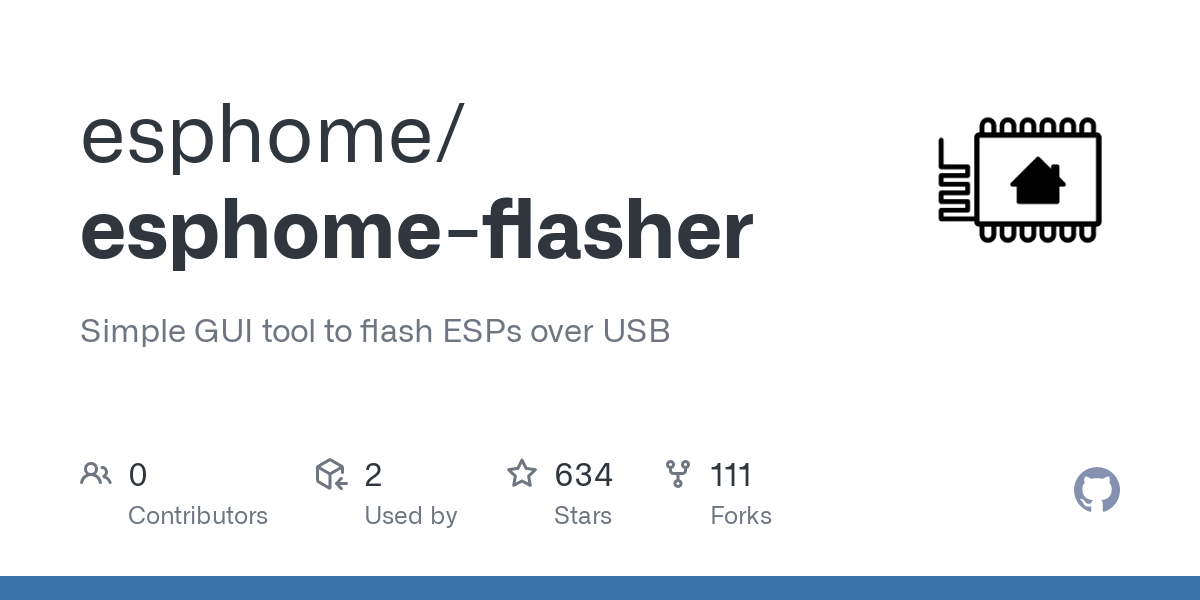 esphome/
esphome-flasher
Simple GUI tool to flash ESPs over USB
0 2 634 111
Contributors Used by Stars Forks